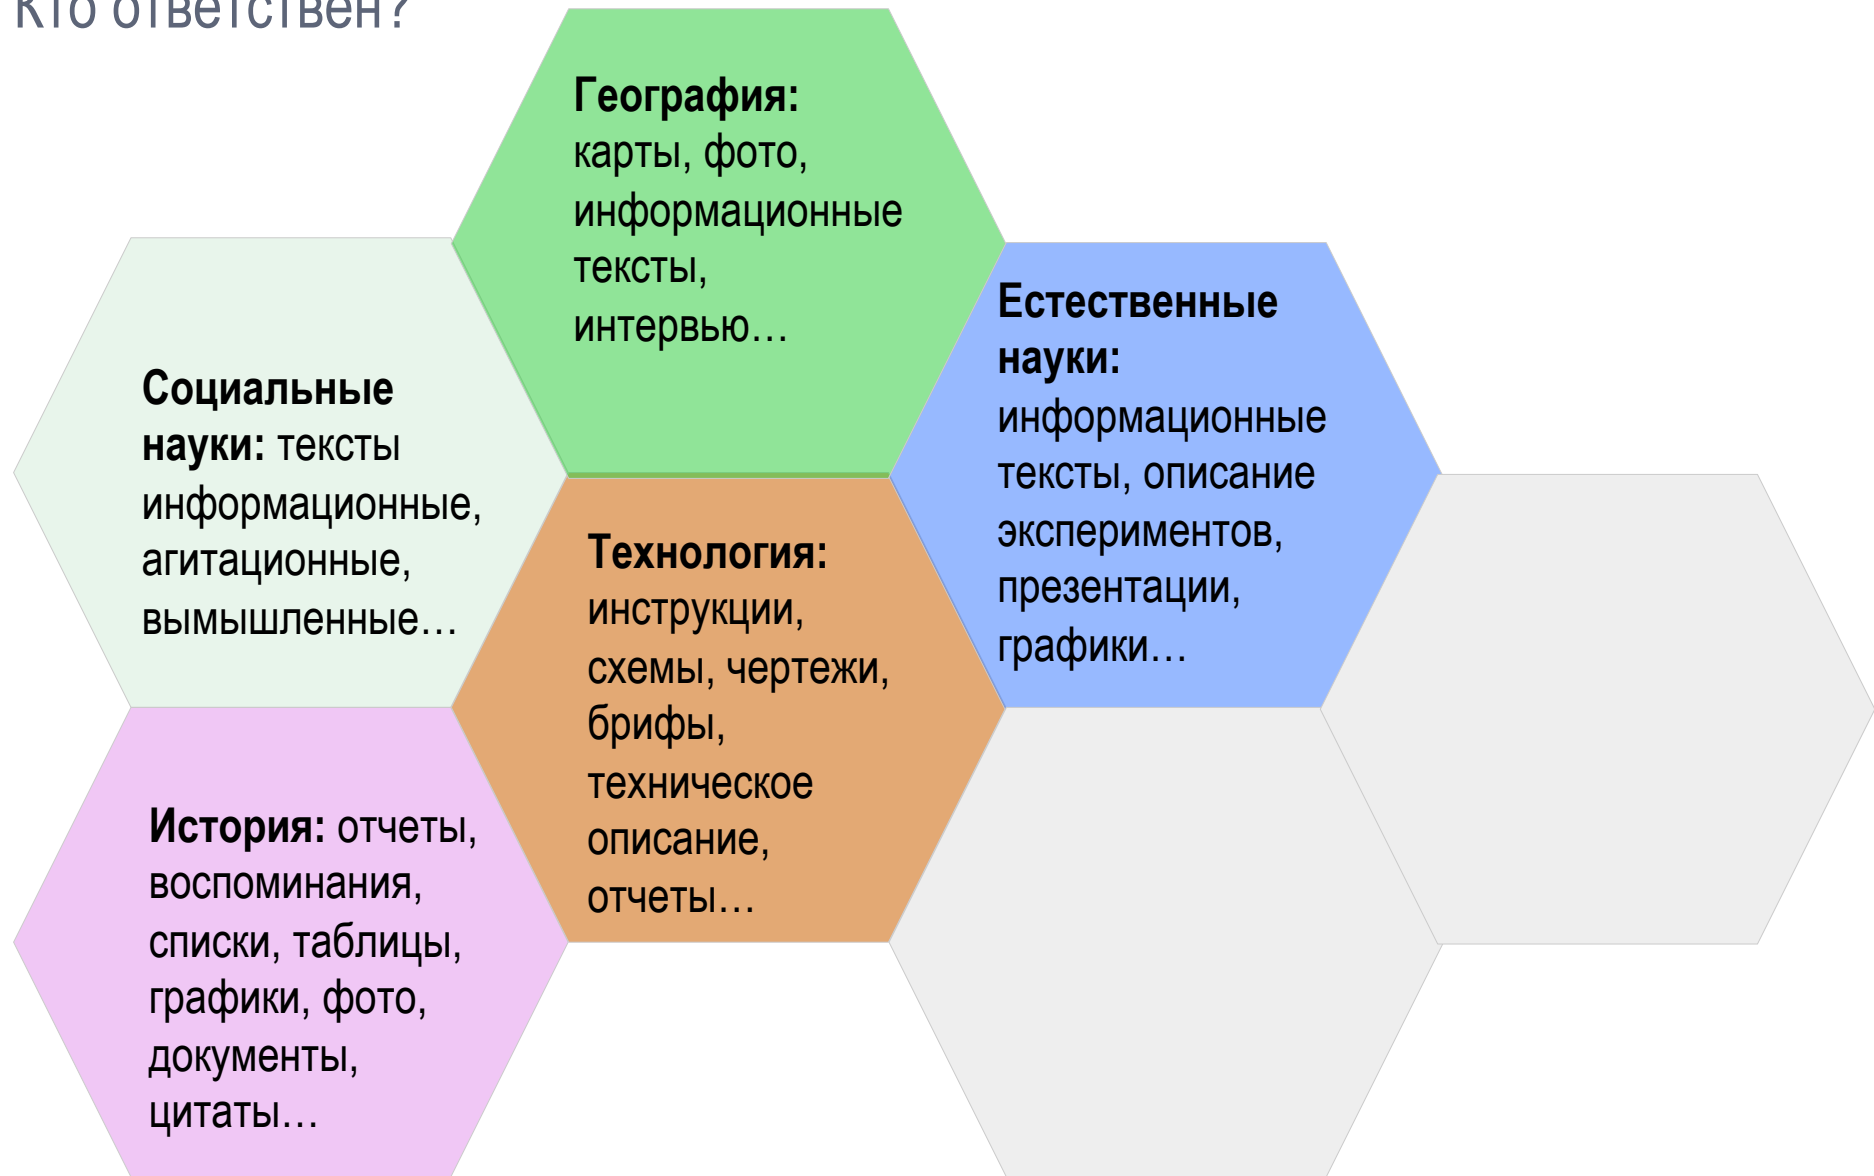 Кто ответствен?
География:
карты, фото,
информационные
тексты,
интервью…
Социальные
науки: тексты
информационные,
агитационные,
вымышленные…
Естественные
науки:
информационные
тексты, описание
экспериментов,
презентации,
графики…
Технология:
инструкции,
схемы, чертежи,
брифы,
техническое
описание,
отчеты…
История: отчеты,
воспоминания,
списки, таблицы,
графики, фото,
документы,
цитаты…